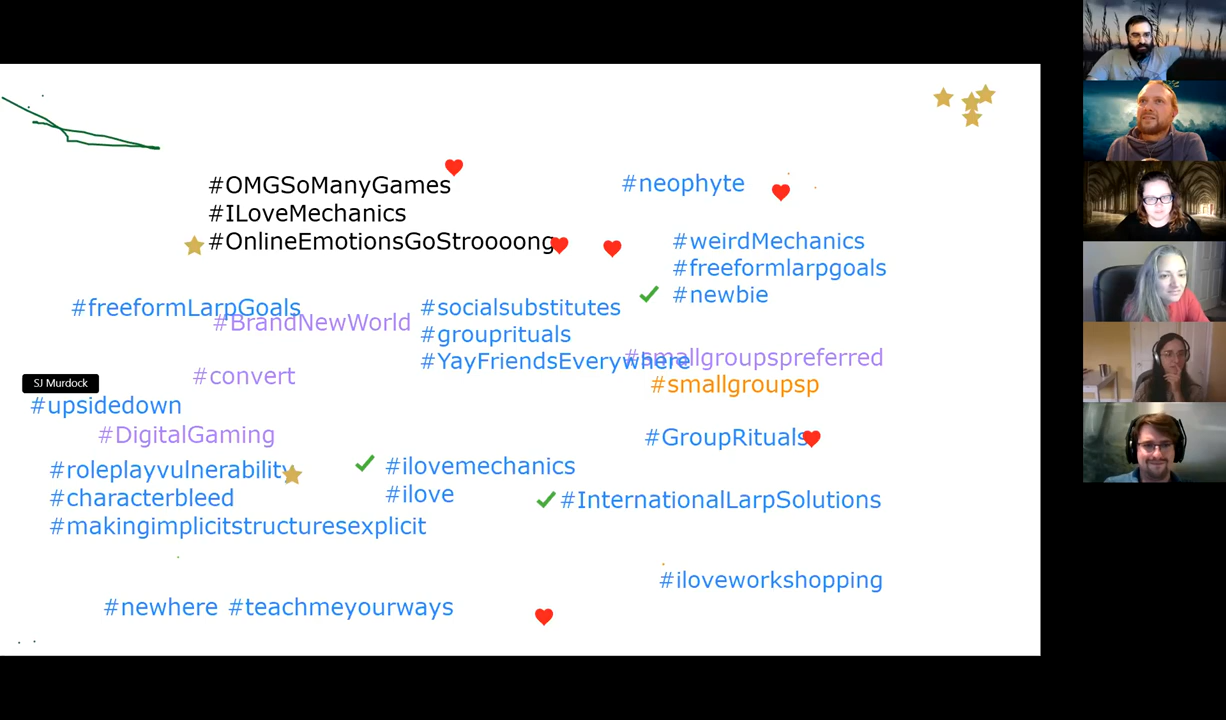 #OMGSoManyGames
#ILoveMechanics
#OnlineEmotionsGoStroooong
#neophyte
#weirdMechanics
#freeformlarpgoals
#newbie
#freeformLarpGoals
#BrandNewWorld
#socialsubstitutes
#grouprituals
#YayFriendsEverywhere
#smallgroupspreferred
#smallgroupsp
#convert
SJ Murdock
#upsidedown
#DigitalGaming
#GroupRituals
#roleplayvulnerability
#characterbleed
#makingimplicitstructuresexplicit
#ilovemechanics
#ilove
#InternationalLarpSolutions
#iloveworkshopping
#newhere #teachmeyourways